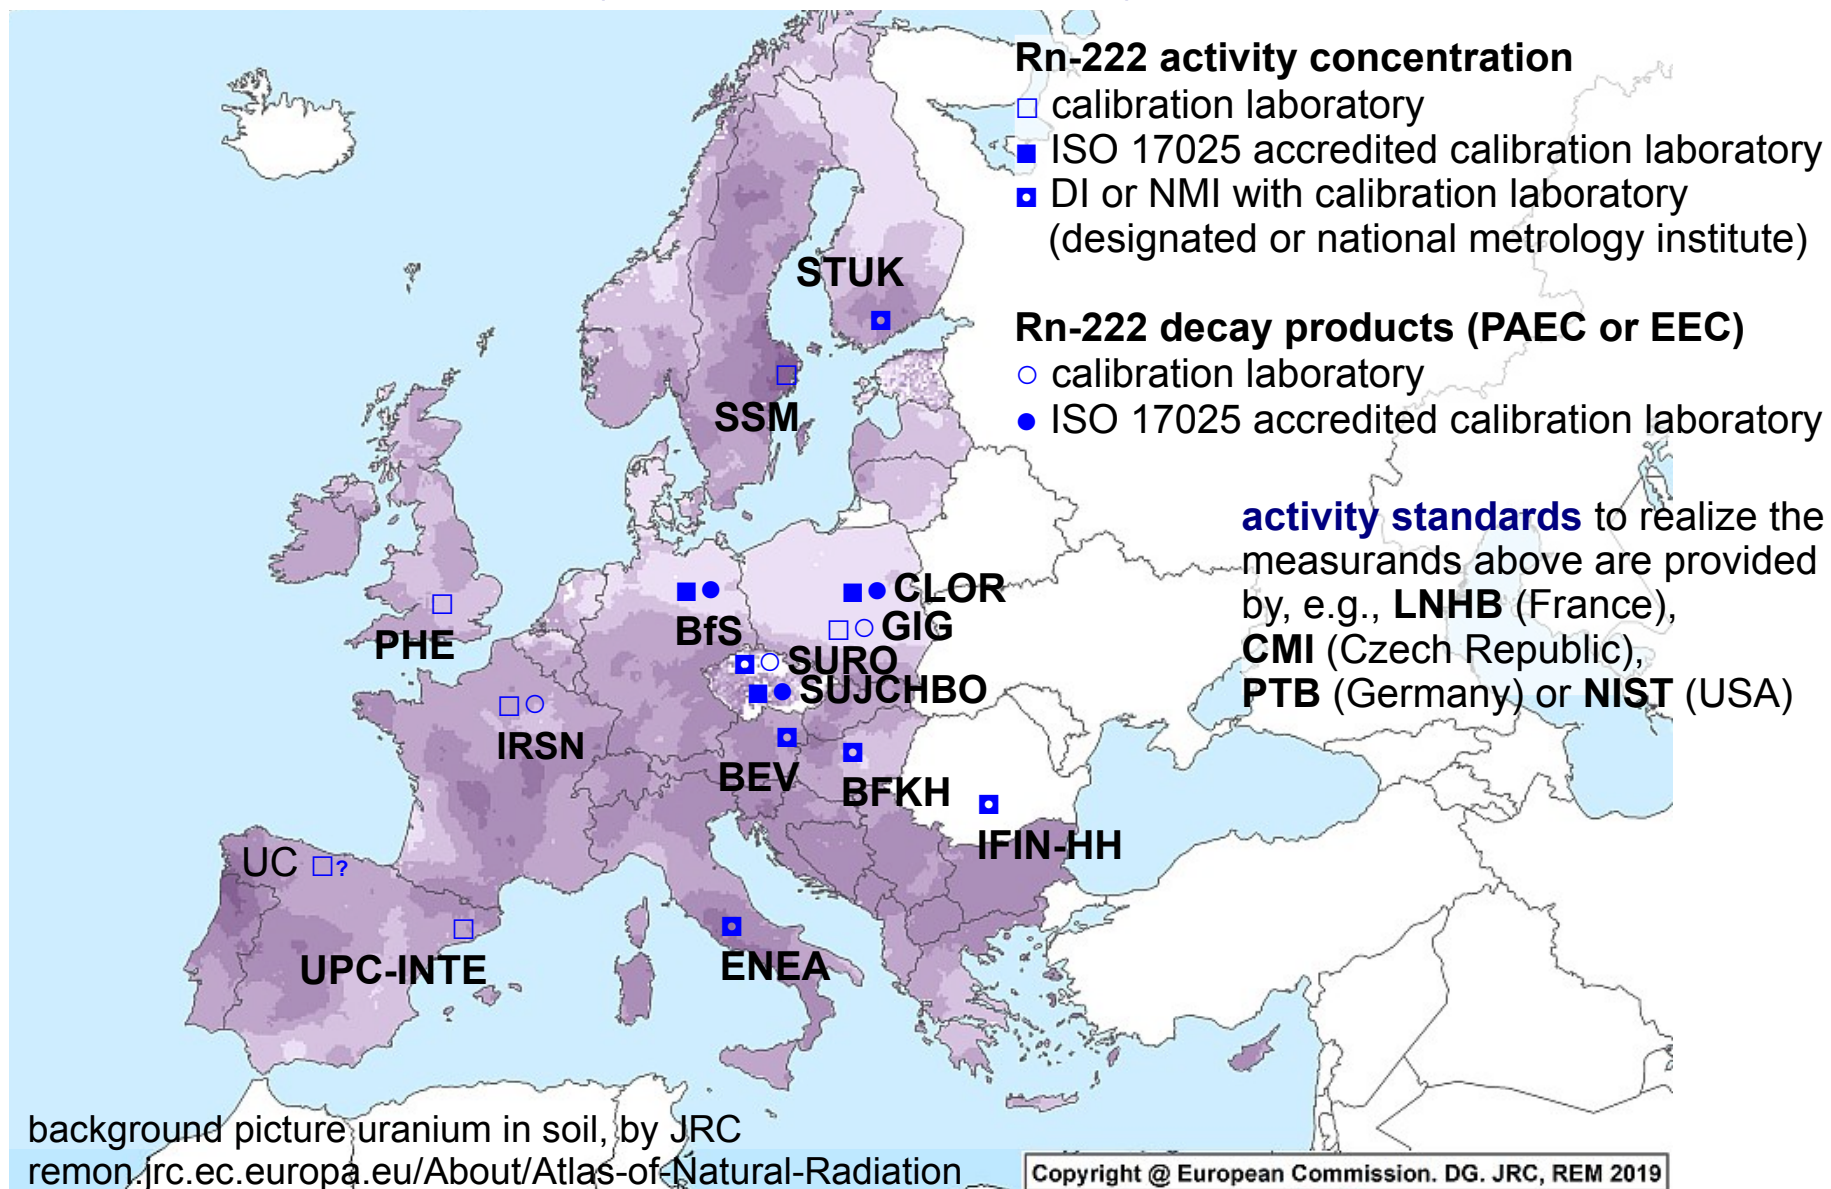 Rn-222 activity concentration
□ calibration laboratory
■ ISO 17025 accredited calibration laboratory
◘ DI or NMI with calibration laboratory
(designated or national metrology institute)
STUK
Rn-222 decay products (PAEC or EEC)
○ calibration laboratory
● ISO 17025 accredited calibration laboratory
SSM
activity standards to realize the
measurands above are provided
by, e.g., LNHB (France),
CMI (Czech Republic),
PTB (Germany) or NIST (USA)
CLOR
BfS
GIG
PHE
SURO
SUJCHBO
IRSN
BEV
BFKH
IFIN-HH
UC □?
UPC-INTE
ENEA
background picture uranium in soil, by JRC
remon.jrc.ec.europa.eu/About/Atlas-of-Natural-Radiation
Copyright @ European Commission. DG. JRC, REM 2019